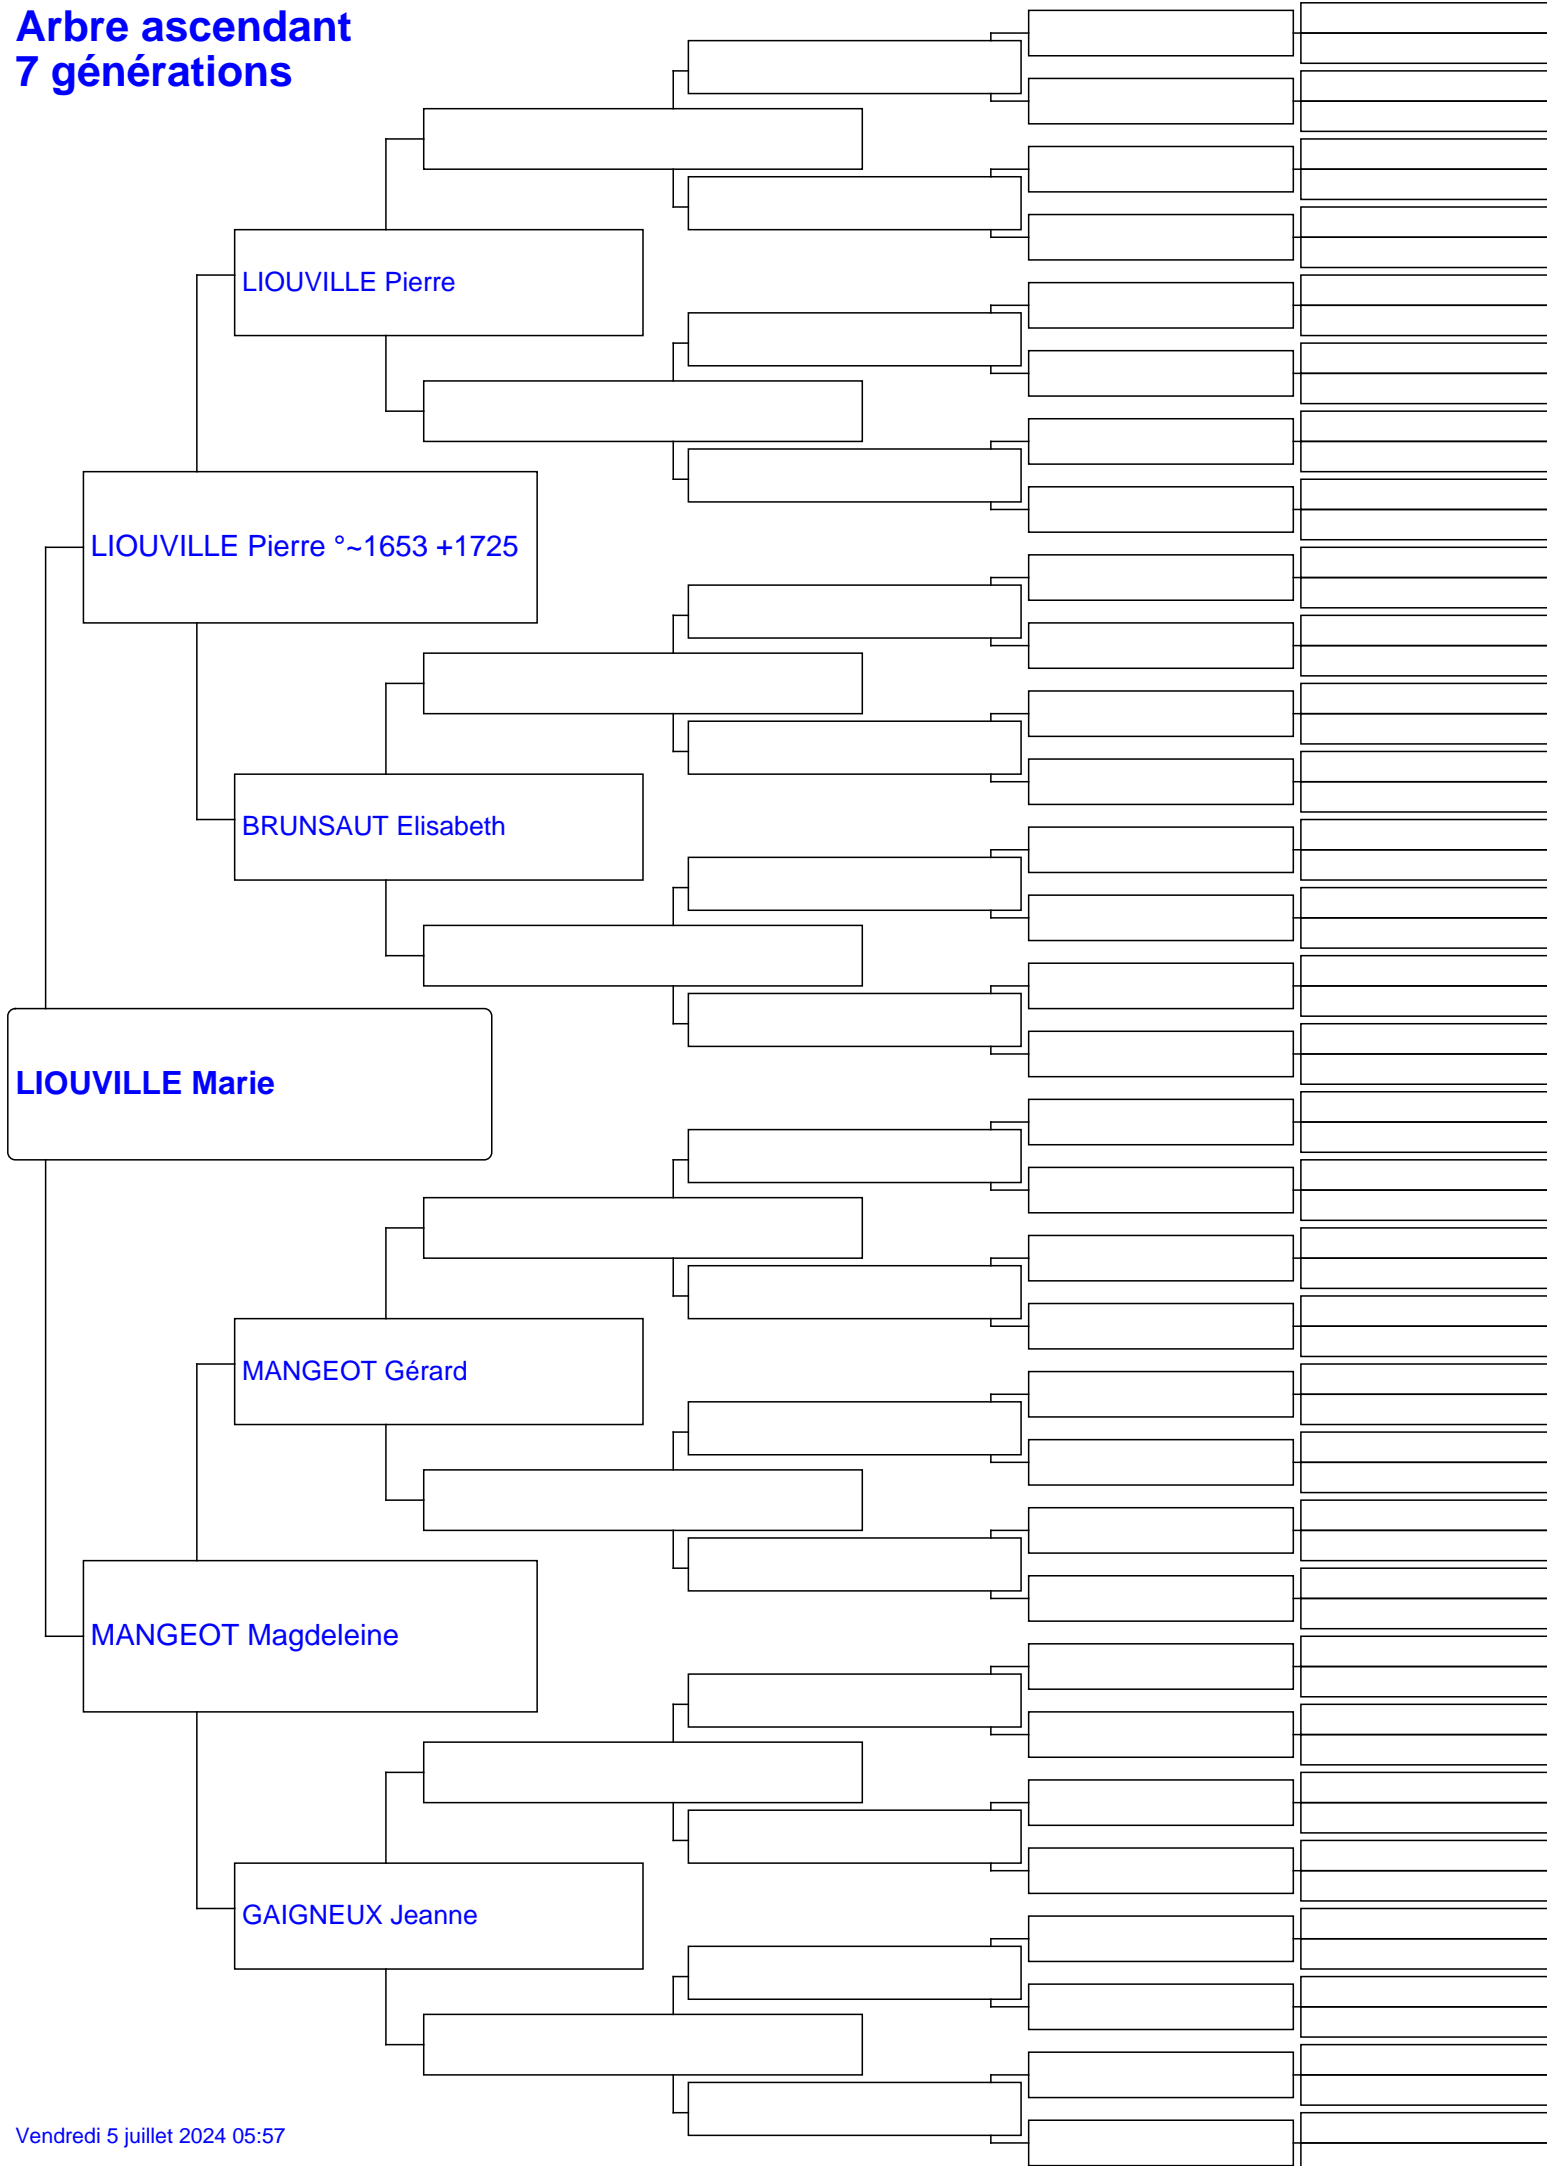 Arbre ascendant
7 générations
LIOUVILLE Pierre
LIOUVILLE Pierre °~1653 +1725
BRUNSAUT Elisabeth
LIOUVILLE Marie
MANGEOT Gérard
MANGEOT Magdeleine
GAIGNEUX Jeanne
Vendredi 5 juillet 2024 05:57